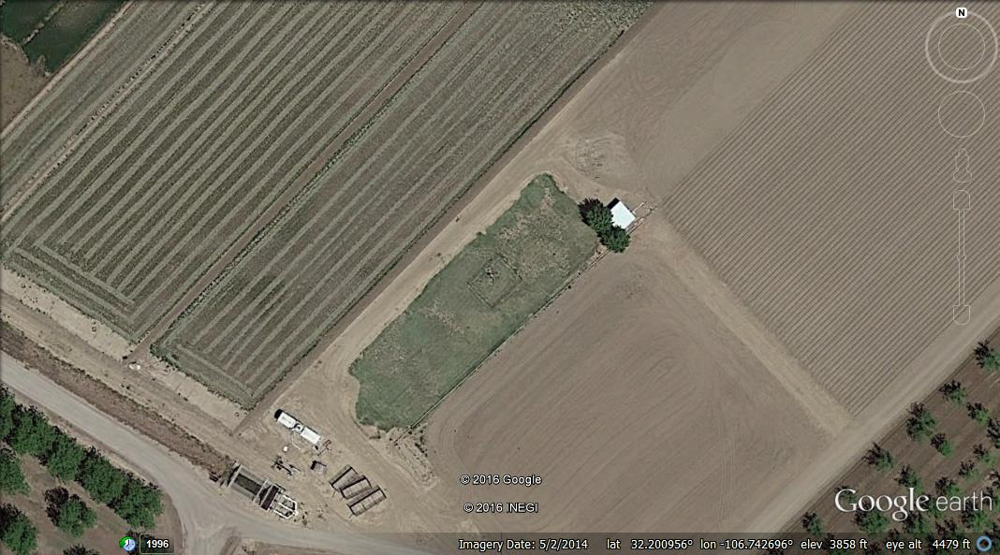 N
© 2016 Google
© 2016 INEGI
Google earth
1996
Imagery Date: 5/2/2014 lat 32.200956° lon -106.742696° elev 3858 ft eye alt 4479 ft